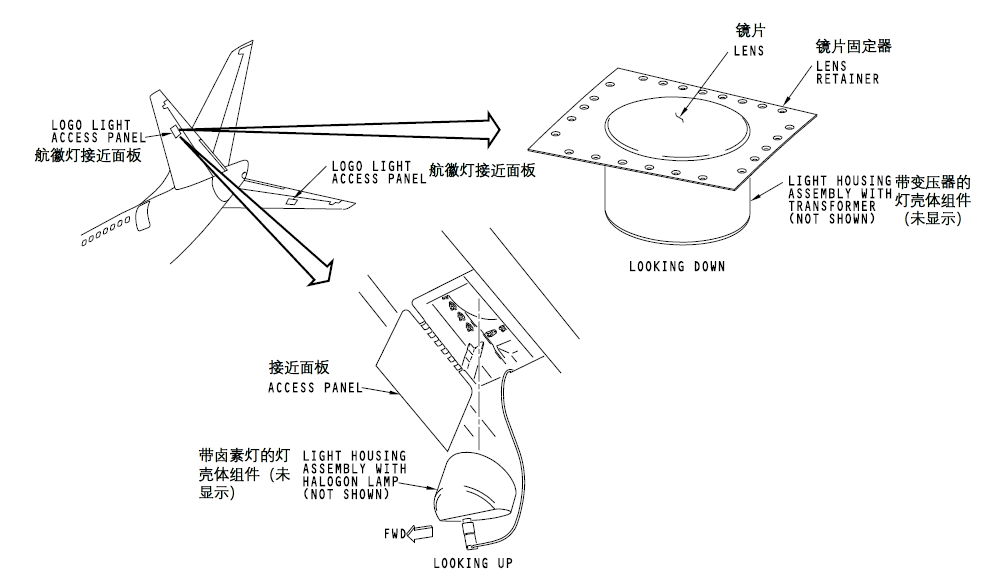 镜片
LENS
镜片固定器
LENS
RETAINER
LOGO LIGHT
ACCESS PANEL
航徽灯接近面板
LOGO LIGHT
ACCESS PANEL
航徽灯接近面板
LIGHT HOUSING
ASSEMBLY WITH
TRANSFORMER
(NOT SHOWN)
带变压器的
灯壳体组件
（未显示）
LOOKING DOWN
接近面板
ACCESS PANEL
带卤素灯的灯
壳体组件（未
显示）
LIGHT HOUSING
ASSEMBLY WITH
HALOGON LAMP
(NOT SHOWN)
FWD
LOOKING UP